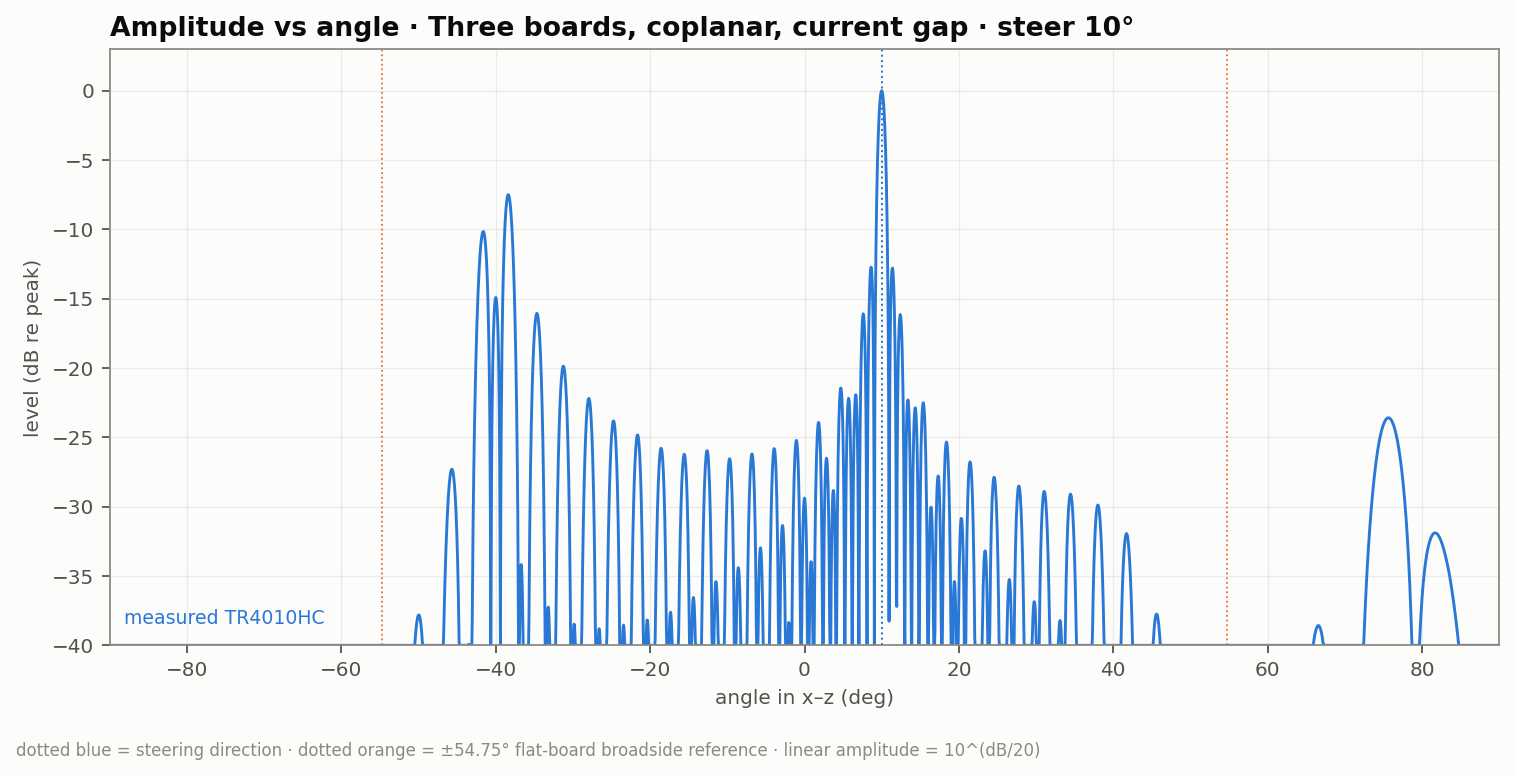 Amplitude vs angle · Three boards, coplanar, current gap · steer 10°
0
−5
−10
−15
−20
−25
−30
−35
−40
level (dB re peak)
measured TR4010HC
−80 −60 −40 −20 0 20 40 60 80
angle in x–z (deg)
dotted blue = steering direction · dotted orange = ±54.75° flat-board broadside reference · linear amplitude = 10^(dB/20)